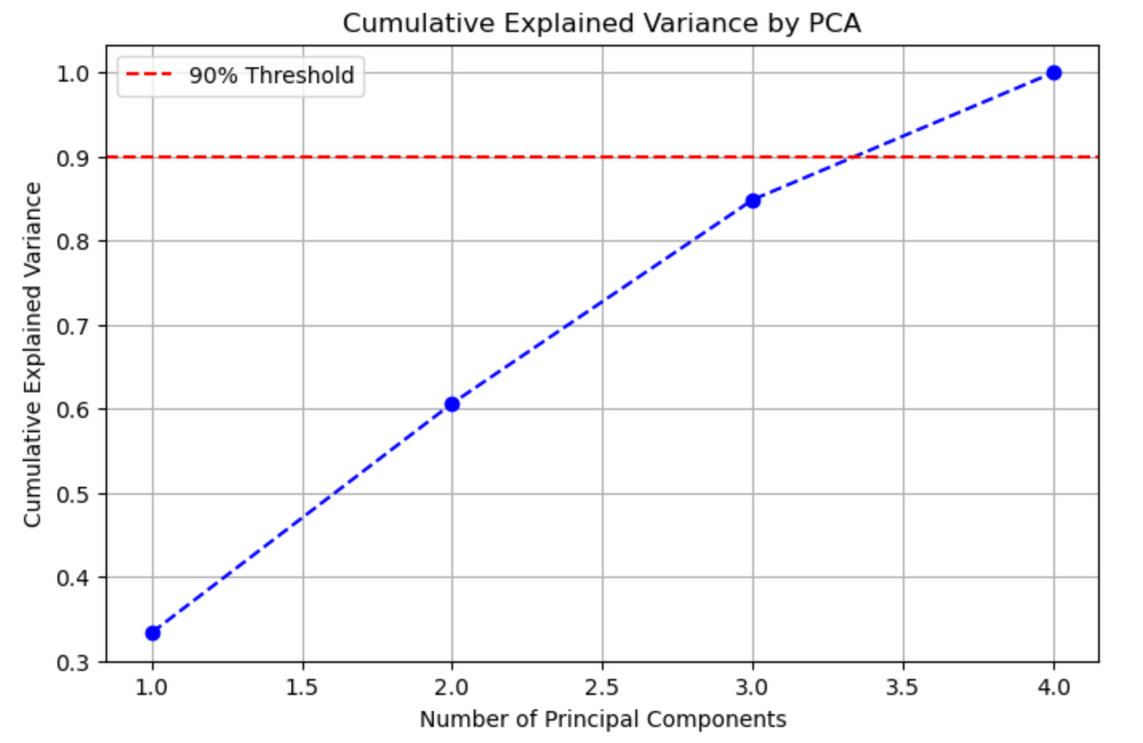 Cumulative Explained Variance by PCA
90% Threshold
Cumulative Explained Variance
1.0
0.9
0.8
0.7
0.6
0.5
0.4
0.3
1.0 1.5 2.0 2.5 3.0 3.5 4.0
Number of Principal Components